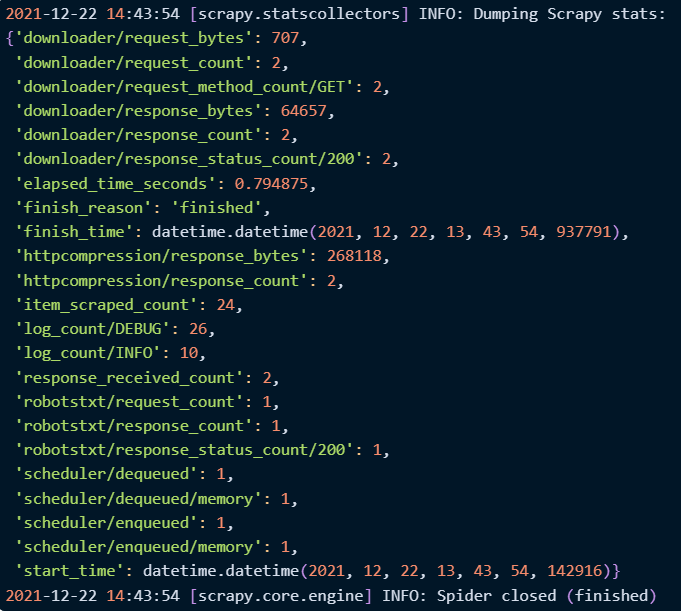 2021-12-22 14:43:54 [scrapy.statscollectors] INFO: Dumping Scrapy stats:
{'downloader/request_bytes': 707,
'downloader/request_count': 2,
'downloader/request_method_count/GET': 2,
'downloader/response_bytes': 64657,
'downloader/response_count': 2,
'downloader/response_status_count/200': 2,
'elapsed_time_seconds': 0.794875,
'finish_reason': 'finished',
'finish_time': datetime.datetime(2021, 12, 22, 13, 43, 54, 937791),
'httpcompression/response_bytes': 268118,
'httpcompression/response_count': 2,
'item_scraped_count': 24,
'log_count/DEBUG': 26,
'log_count/INFO': 10,
'response_received_count': 2,
'robotstxt/request_count': 1,
'robotstxt/response_count': 1,
'robotstxt/response_status_count/200': 1,
'scheduler/dequeued': 1,
'scheduler/dequeued/memory': 1,
'scheduler/enqueued': 1,
'scheduler/enqueued/memory': 1,
'start_time': datetime.datetime(2021, 12, 22, 13, 43, 54, 142916)}
2021-12-22 14:43:54 [scrapy.core.engine] INFO: Spider closed (finished)